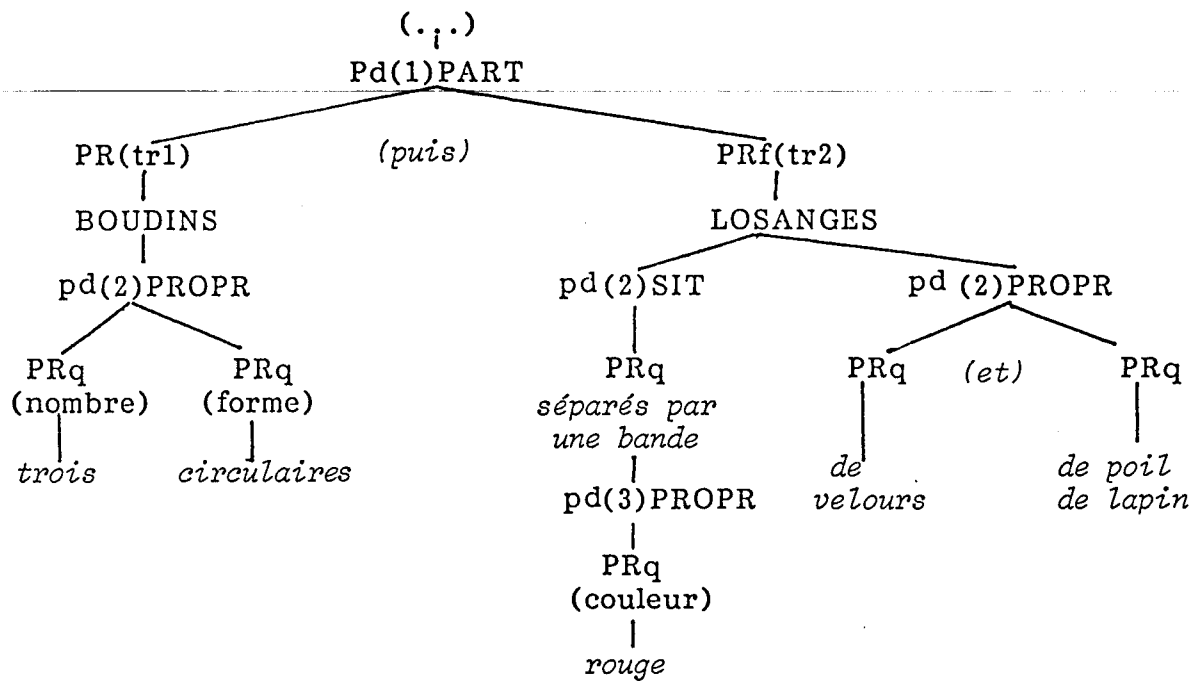 (...)
Pd(1)PART
PR(tr1) (puis) PRf(tr2)
BOUDINS LOSANGES
pd(2)PROPR pd(2)SIT pd (2)PROPR
PRq PRq PRq PRq (et) PRq
(nombre) (forme) séparés par
une bande
trois circulaires de de poil
velours de lapin
pd(3)PROPR
PRq
(couleur)
rouge